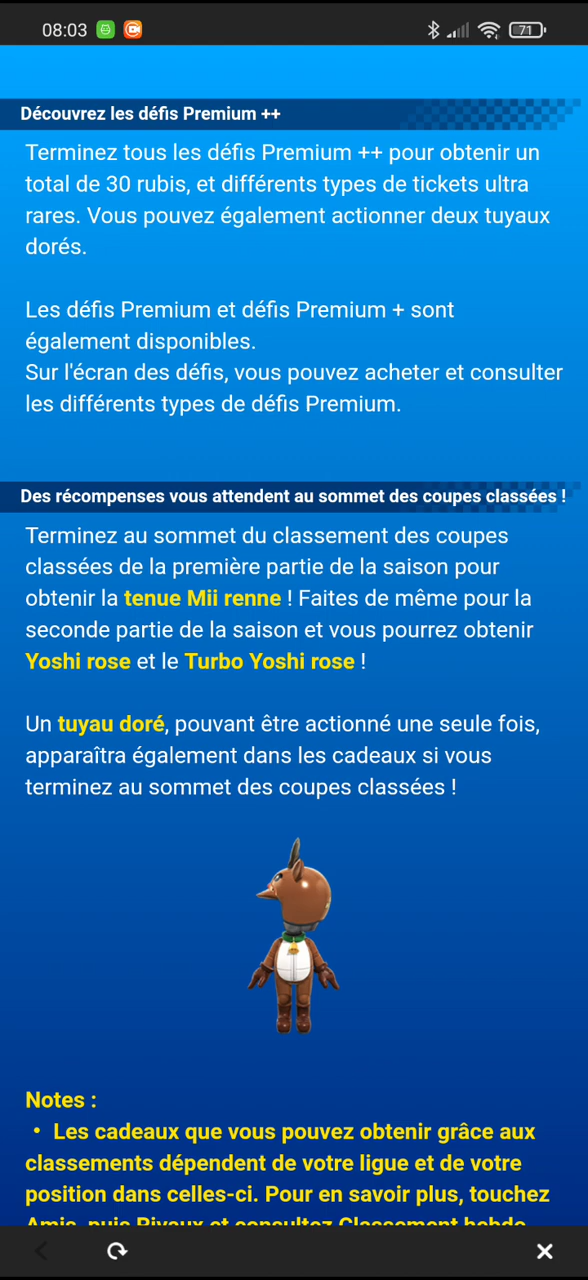 08:03
71
Découvrez les défis Premium ++
Terminez tous les défis Premium ++ pour obtenir un
total de 30 rubis, et différents types de tickets ultra
rares. Vous pouvez également actionner deux tuyaux
dorés.
Les défis Premium et défis Premium + sont
également disponibles.
Sur l'écran des défis, vous pouvez acheter et consulter
les différents types de défis Premium.
Des récompenses vous attendent au sommet des coupes classées !
Terminez au sommet du classement des coupes
classées de la première partie de la saison pour
obtenir la tenue Mii renne ! Faites de même pour la
seconde partie de la saison et vous pourrez obtenir
Yoshi rose et le Turbo Yoshi rose !
Un tuyau doré, pouvant être actionné une seule fois,
apparaîtra également dans les cadeaux si vous
terminez au sommet des coupes classées !
Notes :
• Les cadeaux que vous pouvez obtenir grâce aux
classements dépendent de votre ligue et de votre
position dans celles-ci. Pour en savoir plus, touchez
Amis, puis Rivaux et consultez Classement hebdo